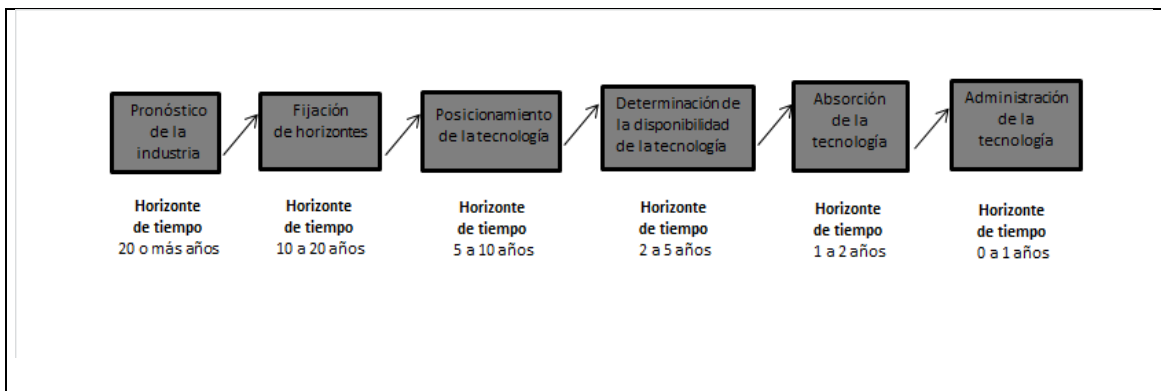 Pronóstico
de la
industria
Fijación
de horizontes
Posicionamiento
de la tecnología
Determinación de
la disponibilidad
de la tecnología
Absorción
de la
tecnología
Administración
de la
tecnología
Horizonte
de tiempo
20 o más años
Horizonte
de tiempo
10 a 20 años
Horizonte
de tiempo
5 a 10 años
Horizonte
de tiempo
2 a 5 años
Horizonte
de tiempo
1 a 2 años
Horizonte
de tiempo
0 a 1 años